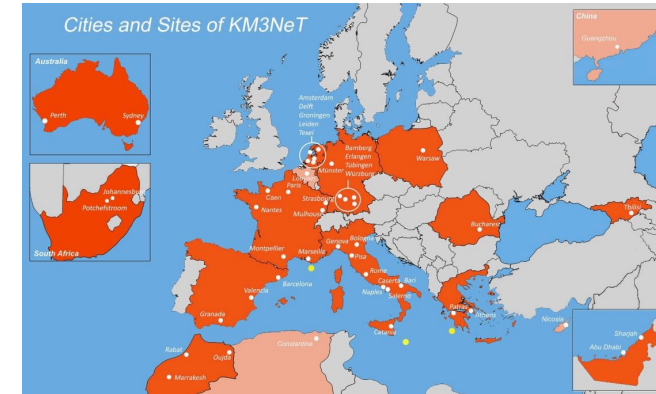 Cities and Sites of KM3NeT
China
Guangzhou
Australia
Perth
Sydney
Amsterdam
Delft
Groningen
Leiden
Texel
Bamberg
Erlangen
Tübingen
Würzburg
Warsaw
Münster
Louvain
Paris
Caen
Strasbourg
Nantes
Mulhouse
Johannesburg
Potchefstroom
South Africa
Tbilisi
Bucharest
Montpellier
Marseille
Genova
Bologna
Pisa
Rome
Barcelona
Valencia
Granada
Caserta
Bari
Naples
Salerno
Catania
Patras
Athens
Nicosia
Rabat
Oujda
Marrakesh
Constantine
Sharjah
Abu Dhabi